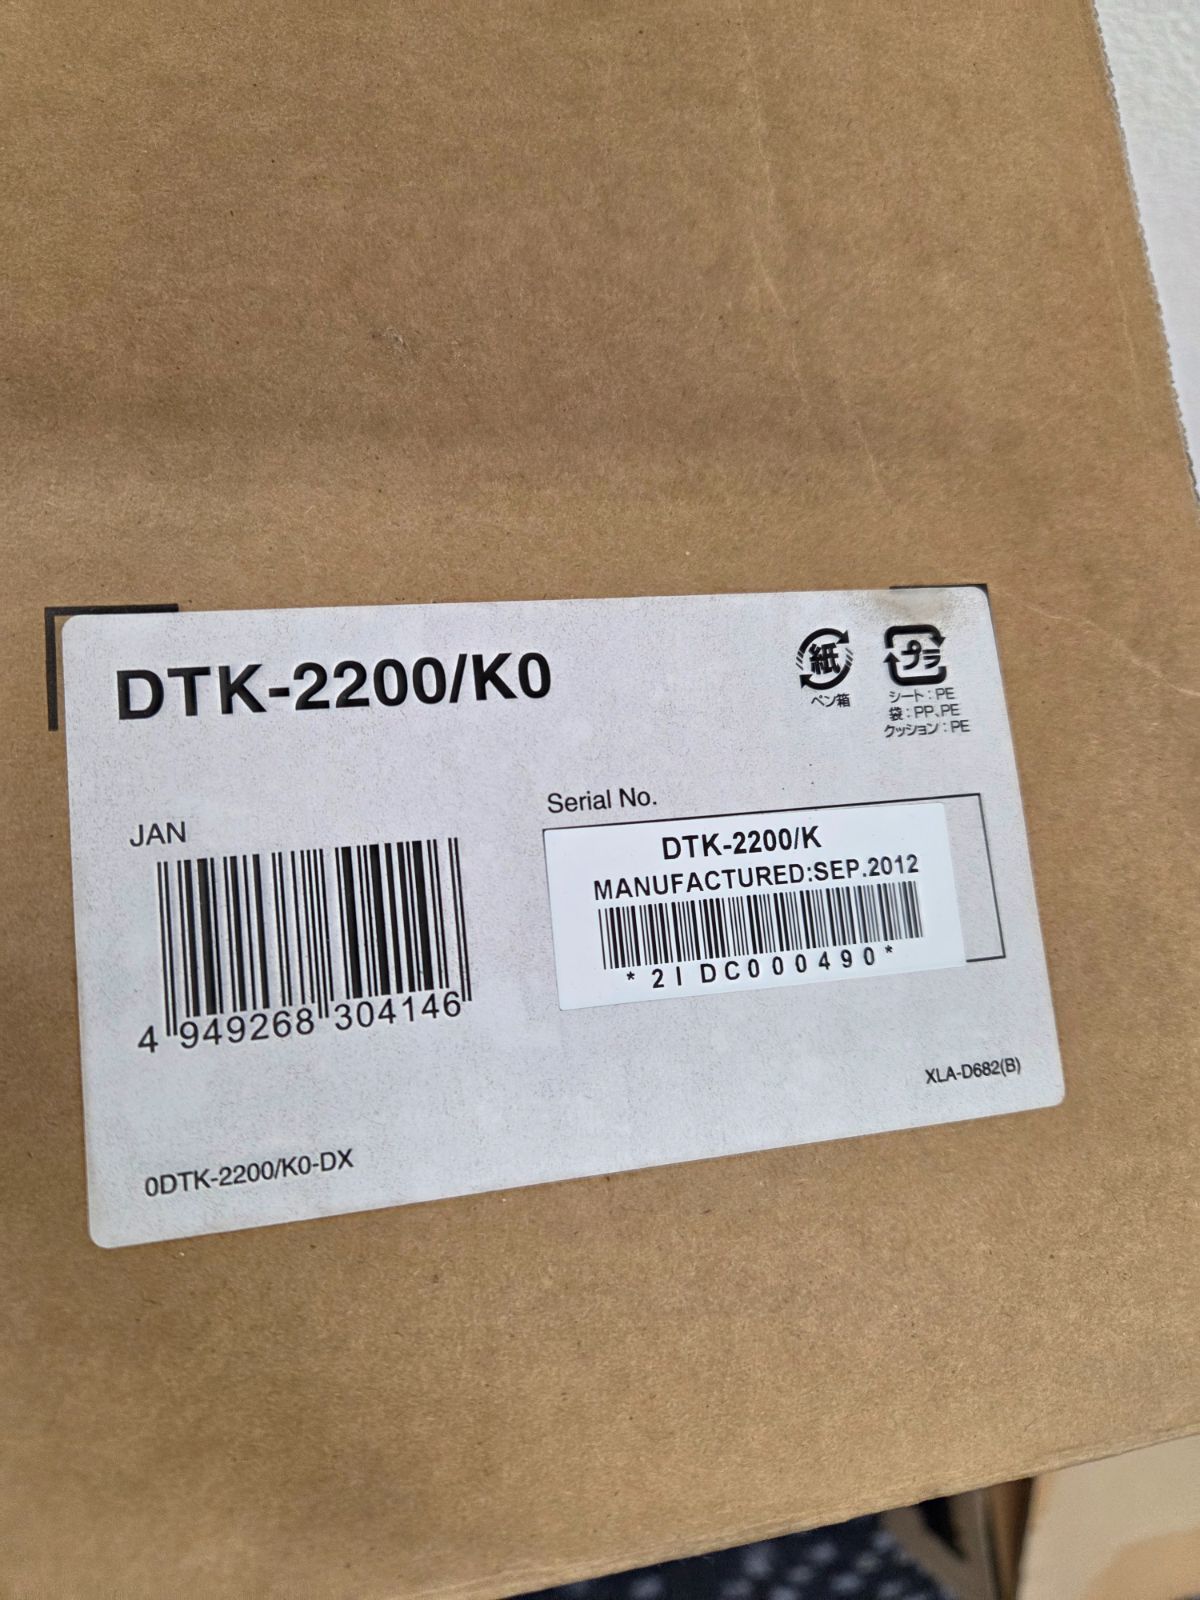 DTK-2200/K0
紙
ペン箱
プラ
シート：PE
袋：PP、PE
クッション：PE
JAN
4 949268 304146
Serial No.
DTK-2200/K
MANUFACTURED:SEP.2012
*2IDC000490*
XLA-D682(B)
0DTK-2200/K0-DX